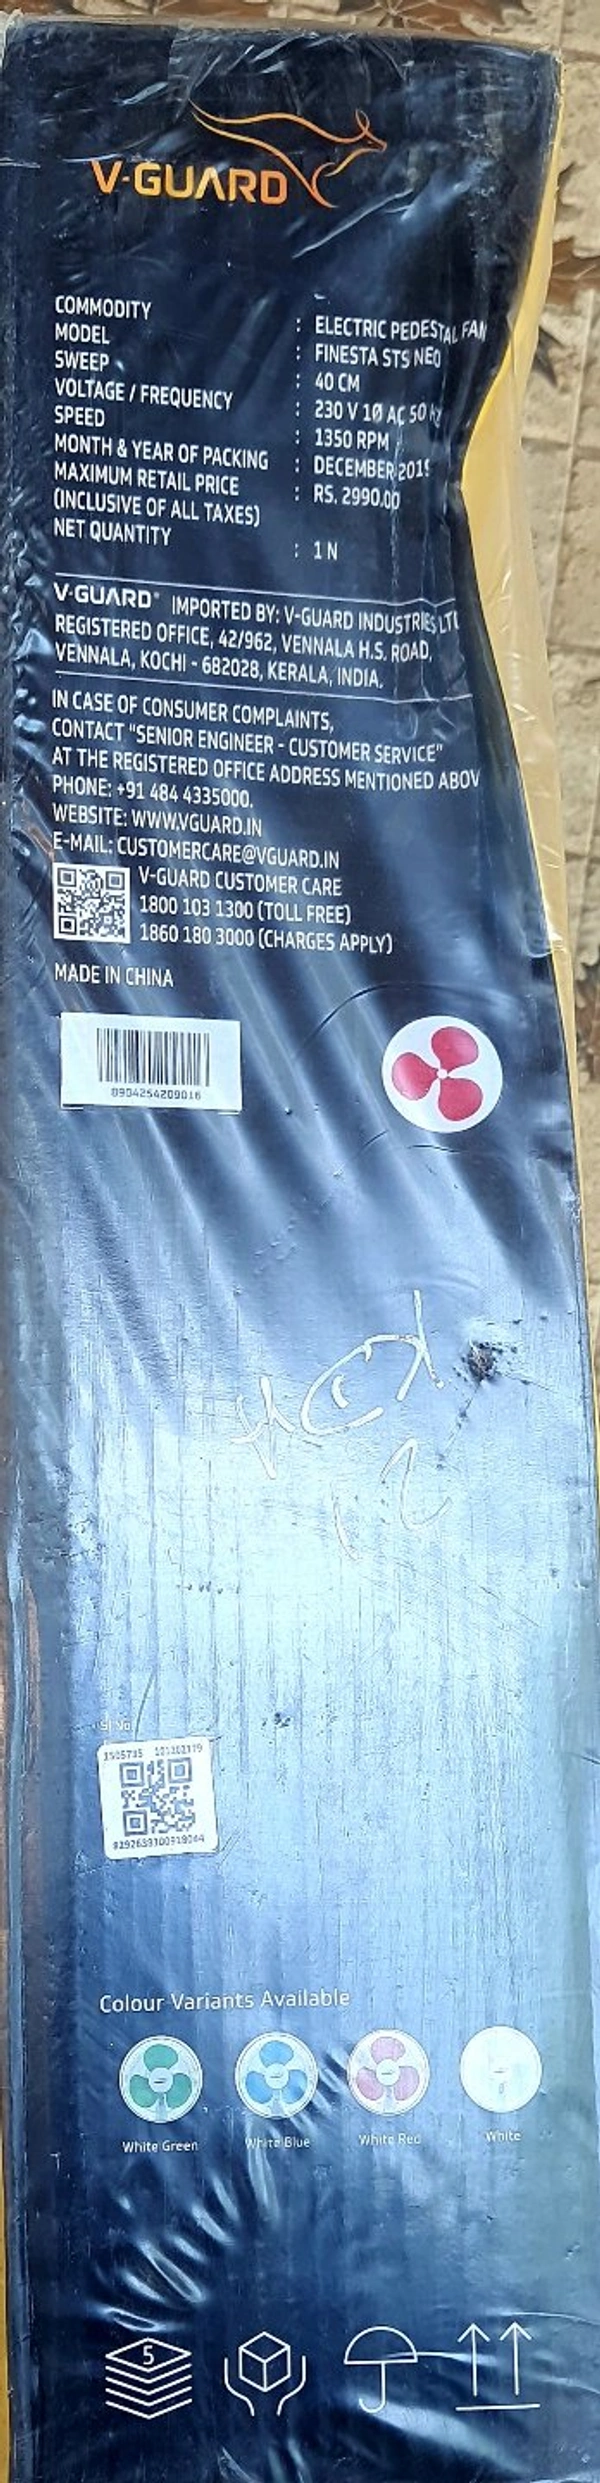 V-GUARD
COMMODITY : ELECTRIC PEDESTAL FAN
MODEL : FINESTA STS NEO
SWEEP : 40 CM
VOLTAGE / FREQUENCY : 230 V 1Ø AC 50 Hz
SPEED : 1350 RPM
MONTH & YEAR OF PACKING : DECEMBER 2019
MAXIMUM RETAIL PRICE : RS. 2990.00
(INCLUSIVE OF ALL TAXES)
NET QUANTITY : 1 N
V-GUARD® IMPORTED BY: V-GUARD INDUSTRIES LTD
REGISTERED OFFICE, 42/962, VENNALA H.S. ROAD,
VENNALA, KOCHI - 682028, KERALA, INDIA.
IN CASE OF CONSUMER COMPLAINTS,
CONTACT "SENIOR ENGINEER - CUSTOMER SERVICE"
AT THE REGISTERED OFFICE ADDRESS MENTIONED ABOV
PHONE: +91 484 4335000.
WEBSITE: WWW.VGUARD.IN
E-MAIL: CUSTOMERCARE@VGUARD.IN
V-GUARD CUSTOMER CARE
1800 103 1300 (TOLL FREE)
1860 180 3000 (CHARGES APPLY)
MADE IN CHINA
8904254209016
Sl No
Colour Variants Available
White Green White Blue White Red White
5